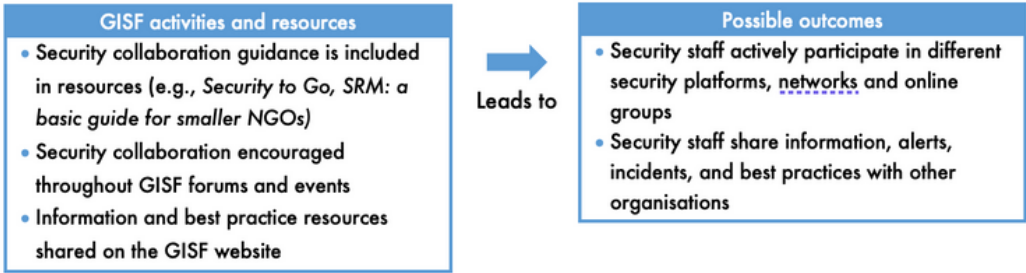 GISF activities and resources
• Security collaboration guidance is included
in resources (e.g., Security to Go, SRM: a
basic guide for smaller NGOs)
• Security collaboration encouraged
throughout GISF forums and events
• Information and best practice resources
shared on the GISF website
Leads to
Possible outcomes
• Security staff actively participate in different
security platforms, networks and online
groups
• Security staff share information, alerts,
incidents, and best practices with other
organisations